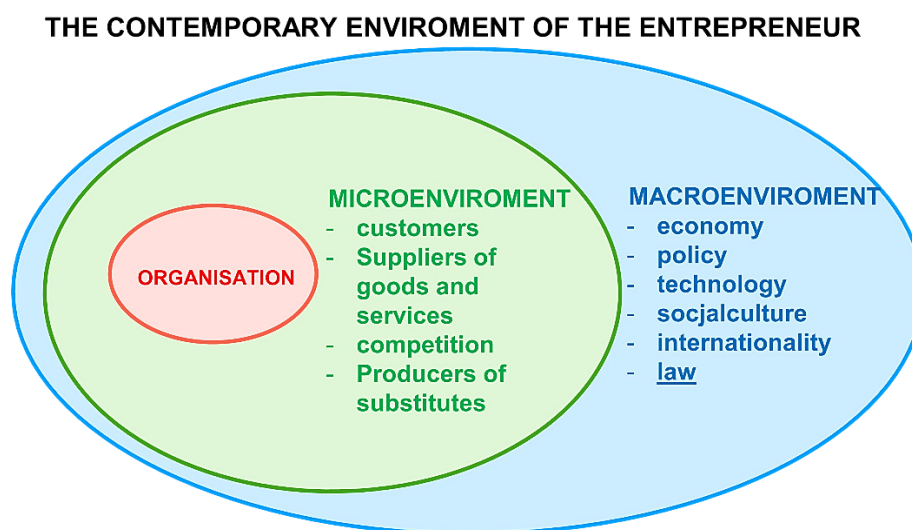 THE CONTEMPORARY ENVIROMENT OF THE ENTREPRENEUR
ORGANISATION
MICROENVIROMENT
- customers
- Suppliers of
goods and
services
- competition
- Producers of
substitutes
MACROENVIROMENT
- economy
- policy
- technology
- socjalculture
- internationality
- law